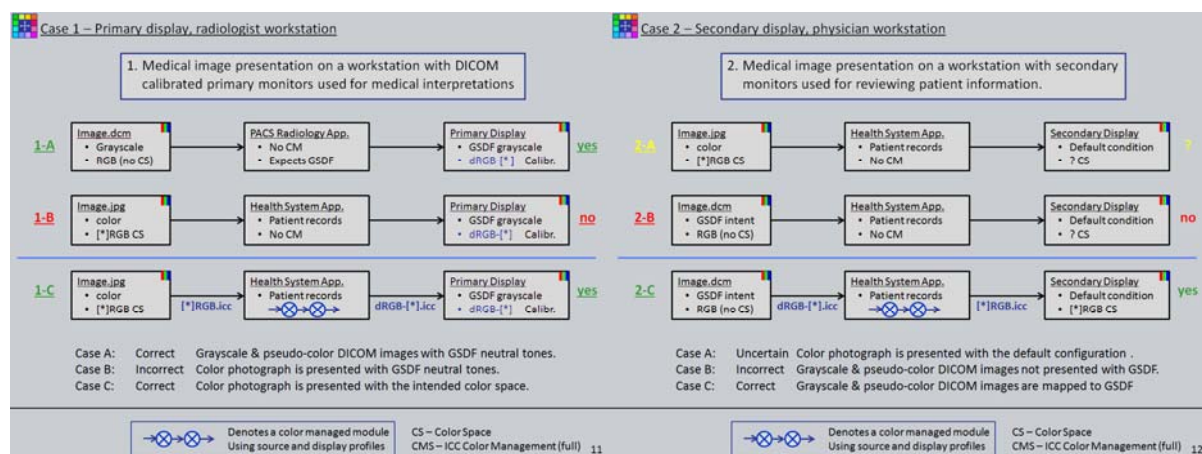 Case 1 – Primary display, radiologist workstation
1. Medical image presentation on a workstation with DICOM
calibrated primary monitors used for medical interpretations
1-A
Image.dcm
• Grayscale
- RGB (no CS)
PACS Radiology App.
• No CM
- Expects GSDF
Primary Display
• GSDF grayscale
- dRGB [*] Calibr.
yes
1-B
Image.jpg
• color
• [*]RGB CS
Health System App.
• Patient records
• No CM
Primary Display
• GSDF grayscale
• dRGB-[*] Calibr.
no
1-C
Image.jpg
• color
• [*]RGB CS
[*]RGB.icc
Health System App.
• Patient records
dRGB-[*].icc
Primary Display
• GSDF grayscale
• dRGB-[*] Calibr.
yes
Case A: Correct Grayscale & pseudo-color DICOM images with GSDF neutral tones.
Case B: Incorrect Color photograph is presented with GSDF neutral tones.
Case C: Correct Color photograph is presented with the intended color space.
Denotes a color managed module
Using source and display profiles
CS – Color Space
CMS – ICC Color Management (full)
11
Case 2 – Secondary display, physician workstation
2. Medical image presentation on a workstation with secondary
monitors used for reviewing patient information.
2-A
Image.jpg
• color
- [*]RGB CS
Health System App.
• Patient records
- No CM
Secondary Display
• Default condition
- ? CS
?
2-B
Image.dcm
• GSDF intent
• RGB (no CS)
Health System App.
• Patient records
• No CM
Secondary Display
• Default condition
• ? CS
no
2-C
Image.dcm
• GSDF intent
• RGB (no CS)
dRGB-[*].icc
Health System App.
• Patient records
[*]RGB.icc
Secondary Display
• Default condition
• [*]RGB CS
yes
Case A: Uncertain Color photograph is presented with the default configuration .
Case B: Incorrect Grayscale & pseudo-color DICOM images not presented with GSDF.
Case C: Correct Grayscale & pseudo-color DICOM images are mapped to GSDF
Denotes a color managed module
Using source and display profiles
CS – Color Space
CMS – ICC Color Management (full)
12